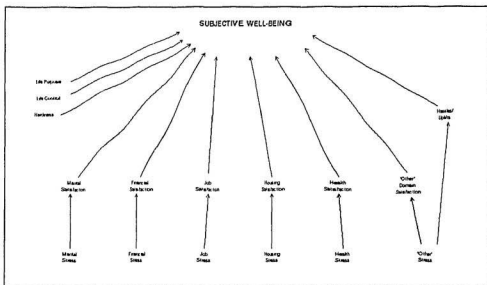 SUBJECTIVE WELL-BEING
Life Purpose
Life Control
Hardiness
Hassles/
Uplifts
Marital
Satisfaction
Financial
Satisfaction
Job
Satisfaction
Housing
Satisfaction
Health
Satisfaction
"Other"
Domain
Satisfaction
Marital
Stress
Financial
Stress
Job
Stress
Housing
Stress
Health
Stress
"Other"
Stress